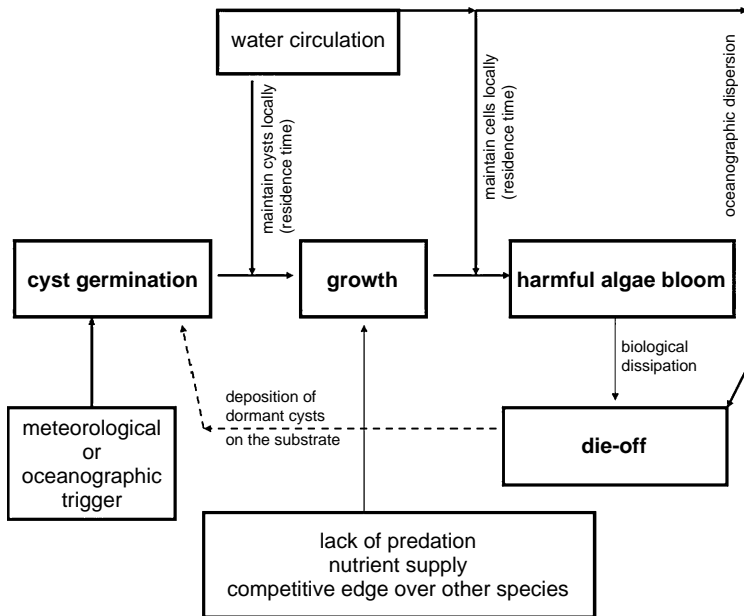 water circulation
maintain cysts locally
(residence time)
maintain cells locally
(residence time)
oceanographic dispersion
cyst germination
growth
harmful algae bloom
biological
dissipation
deposition of
dormant cysts
on the substrate
meteorological
or
oceanographic
trigger
die-off
lack of predation
nutrient supply
competitive edge over other species